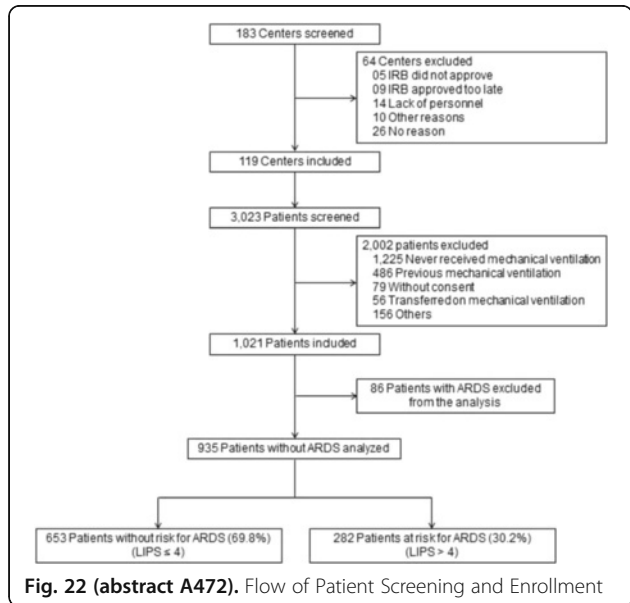 183 Centers screened
64 Centers excluded
05 IRB did not approve
09 IRB approved too late
14 Lack of personnel
10 Other reasons
26 No reason
119 Centers included
3,023 Patients screened
2,002 patients excluded
1,225 Never received mechanical ventilation
486 Previous mechanical ventilation
79 Without consent
56 Transferred on mechanical ventilation
156 Others
1,021 Patients included
86 Patients with ARDS excluded
from the analysis
935 Patients without ARDS analyzed
653 Patients without risk for ARDS (69.8%)
(LIPS ≤ 4)
282 Patients at risk for ARDS (30.2%)
(LIPS > 4)
Fig. 22 (abstract A472). Flow of Patient Screening and Enrollment